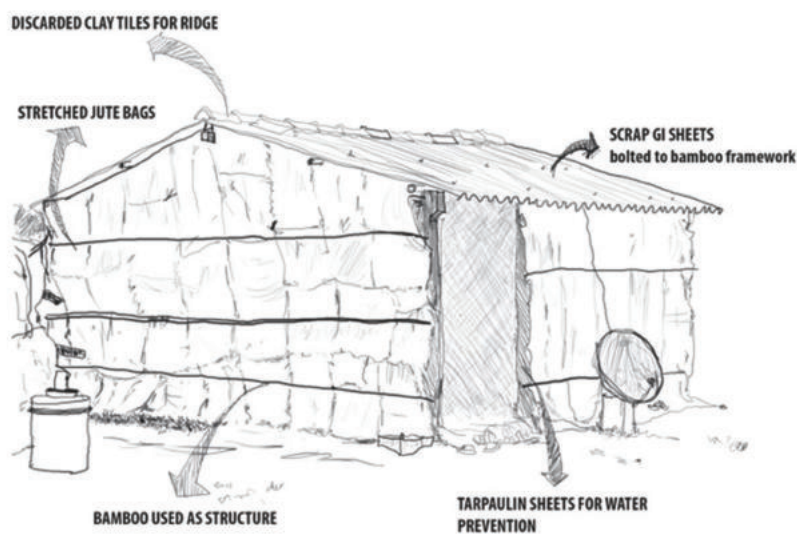 DISCARDED CLAY TILES FOR RIDGE
STRETCHED JUTE BAGS
SCRAP GI SHEETS
bolted to bamboo framework
BAMBOO USED AS STRUCTURE
TARPAULIN SHEETS FOR WATER
PREVENTION